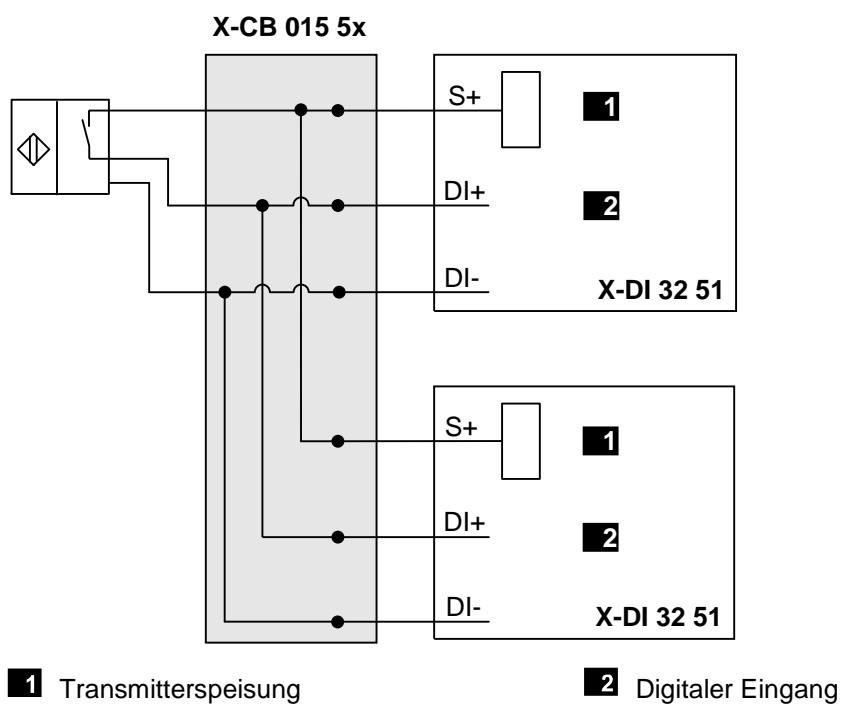 X-CB 015 5x
S+
1
DI+
2
DI-
X-DI 32 51
S+
1
DI+
2
DI-
X-DI 32 51
1 Transmitterspeisung
2 Digitaler Eingang